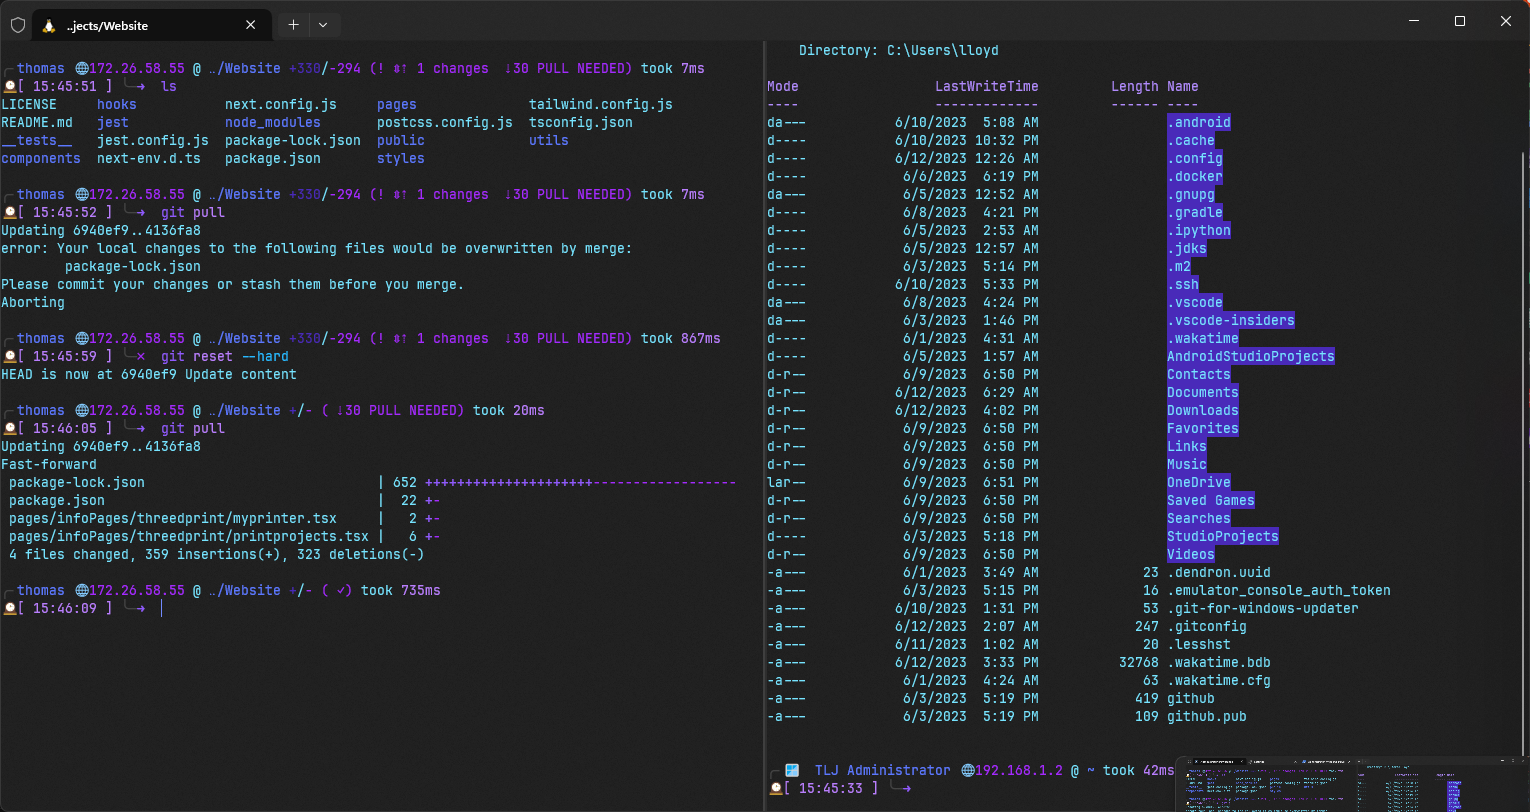 ..jects/Website
thomas 172.26.58.55 @ ../Website +330/-294 (! ⇞↑ 1 changes ↓30 PULL NEEDED) took 7ms
[ 15:45:51 ] ╰─→ ls
LICENSE hooks next.config.js pages tailwind.config.js
README.md jest node_modules postcss.config.js tsconfig.json
__tests__ jest.config.js package-lock.json public utils
components next-env.d.ts package.json styles
thomas 172.26.58.55 @ ../Website +330/-294 (! ⇞↑ 1 changes ↓30 PULL NEEDED) took 7ms
[ 15:45:52 ] ╰─→ git pull
Updating 6940ef9..4136fa8
error: Your local changes to the following files would be overwritten by merge:
package-lock.json
Please commit your changes or stash them before you merge.
Aborting
thomas 172.26.58.55 @ ../Website +330/-294 (! ⇞↑ 1 changes ↓30 PULL NEEDED) took 867ms
[ 15:45:59 ] ╰─× git reset --hard
HEAD is now at 6940ef9 Update content
thomas 172.26.58.55 @ ../Website +/- ( ↓30 PULL NEEDED) took 20ms
[ 15:46:05 ] ╰─→ git pull
Updating 6940ef9..4136fa8
Fast-forward
package-lock.json | 652 +++++++++++++++++++++------------------
package.json | 22 +-
pages/infoPages/threedprint/myprinter.tsx | 2 +-
pages/infoPages/threedprint/printprojects.tsx | 6 +-
4 files changed, 359 insertions(+), 323 deletions(-)
thomas 172.26.58.55 @ ../Website +/- ( ✓) took 735ms
[ 15:46:09 ] ╰─→
Directory: C:\Users\lloyd
Mode LastWriteTime Length Name
---- ------------- ------ ----
da--- 6/10/2023 5:08 AM .android
d---- 6/10/2023 10:32 PM .cache
d---- 6/12/2023 12:26 AM .config
d---- 6/6/2023 6:19 PM .docker
da--- 6/5/2023 12:52 AM .gnupg
d---- 6/8/2023 4:21 PM .gradle
d---- 6/5/2023 2:53 AM .ipython
d---- 6/5/2023 12:57 AM .jdks
d---- 6/3/2023 5:14 PM .m2
d---- 6/10/2023 5:33 PM .ssh
da--- 6/8/2023 4:24 PM .vscode
da--- 6/3/2023 1:46 PM .vscode-insiders
d---- 6/1/2023 4:31 AM .wakatime
d---- 6/5/2023 1:57 AM AndroidStudioProjects
d-r-- 6/9/2023 6:50 PM Contacts
d-r-- 6/12/2023 6:29 AM Documents
d-r-- 6/12/2023 4:02 PM Downloads
d-r-- 6/9/2023 6:50 PM Favorites
d-r-- 6/9/2023 6:50 PM Links
d-r-- 6/9/2023 6:50 PM Music
lar-- 6/9/2023 6:51 PM OneDrive
d-r-- 6/9/2023 6:50 PM Saved Games
d-r-- 6/9/2023 6:50 PM Searches
d---- 6/3/2023 5:18 PM StudioProjects
d-r-- 6/9/2023 6:50 PM Videos
-a--- 6/1/2023 3:49 AM 23 .dendron.uuid
-a--- 6/3/2023 5:15 PM 16 .emulator_console_auth_token
-a--- 6/10/2023 1:31 PM 53 .git-for-windows-updater
-a--- 6/12/2023 2:07 AM 247 .gitconfig
-a--- 6/11/2023 1:02 AM 20 .lesshst
-a--- 6/12/2023 3:33 PM 32768 .wakatime.bdb
-a--- 6/1/2023 4:24 AM 63 .wakatime.cfg
-a--- 6/3/2023 5:19 PM 419 github
-a--- 6/3/2023 5:19 PM 109 github.pub
TLJ Administrator 192.168.1.2 @ ~ took 42ms
[ 15:45:33 ] ╰─→